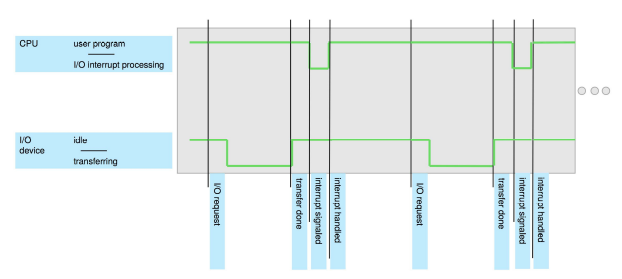 CPU
user program
I/O interrupt processing
I/O
device
idle
transferring
I/O request
transfer done
interrupt signaled
interrupt handled
I/O request
transfer done
interrupt signaled
interrupt handled